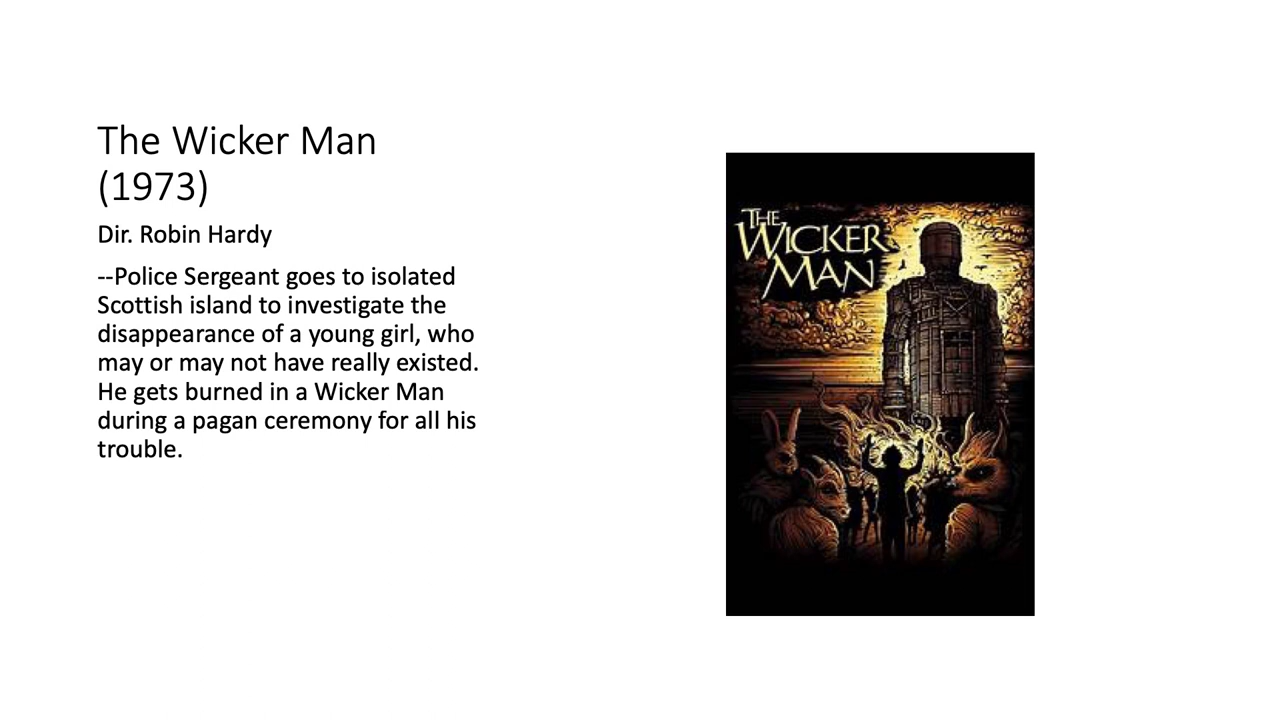 The Wicker Man
(1973)
Dir. Robin Hardy
--Police Sergeant goes to isolated
Scottish island to investigate the
disappearance of a young girl, who
may or may not have really existed.
He gets burned in a Wicker Man
during a pagan ceremony for all his
trouble.
THE
WICKER
MAN